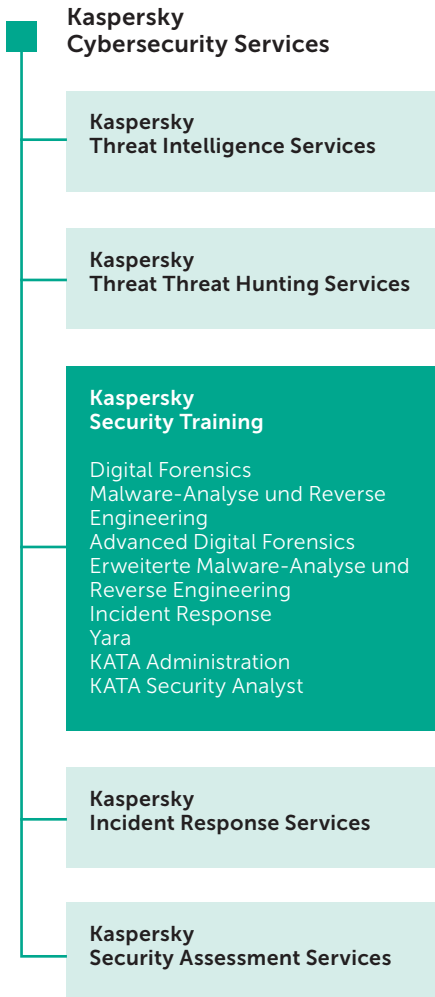 Kaspersky
Cybersecurity Services
Kaspersky
Threat Intelligence Services
Kaspersky
Threat Threat Hunting Services
Kaspersky
Security Training
Digital Forensics
Malware-Analyse und Reverse
Engineering
Advanced Digital Forensics
Erweiterte Malware-Analyse und
Reverse Engineering
Incident Response
Yara
KATA Administration
KATA Security Analyst
Kaspersky
Incident Response Services
Kaspersky
Security Assessment Services